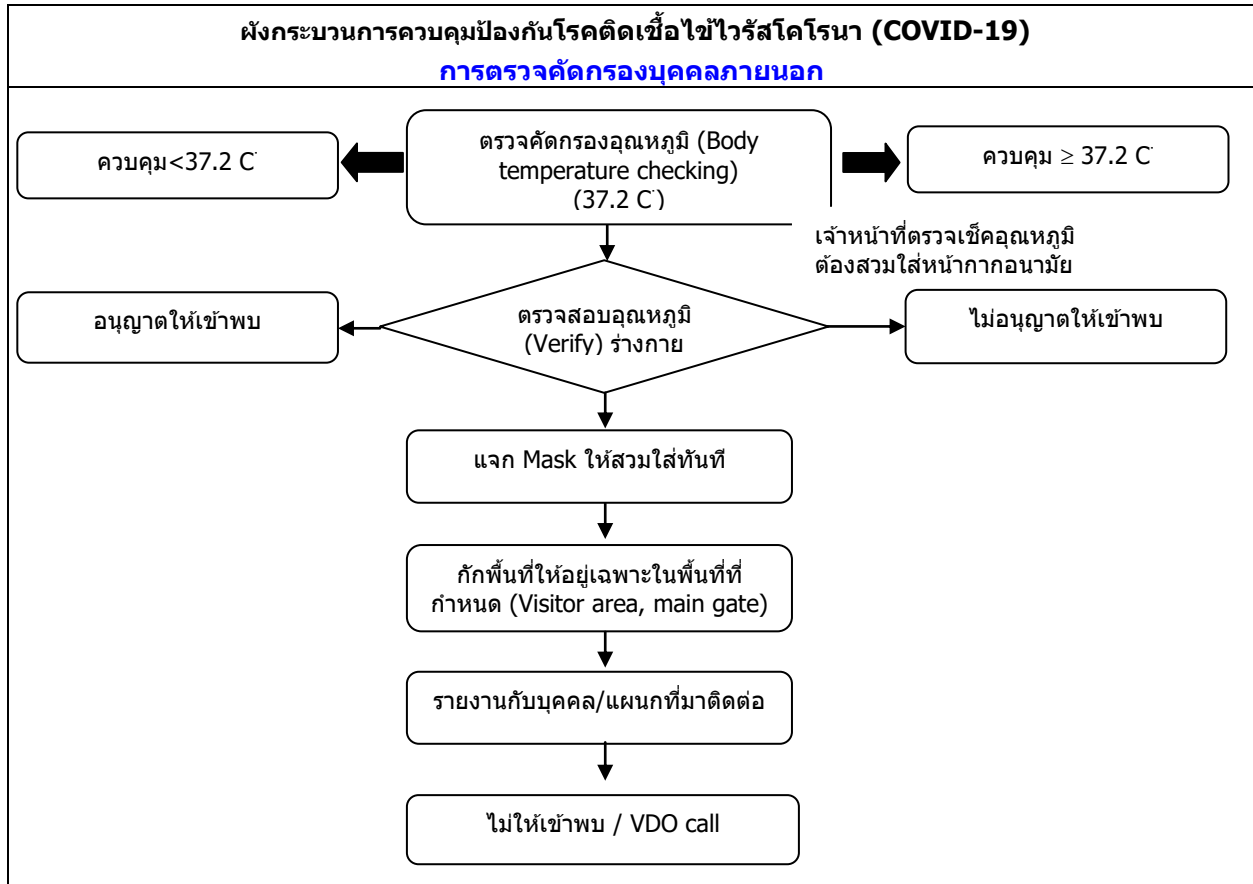 ผังกระบวนการควบคุมป้องกันโรคติดเชื้อไข้ไวรัสโคโรนา (COVID-19)
การตรวจคัดกรองบุคคลภายนอก
ควบคุม<37.2 C˙
ตรวจคัดกรองอุณหภูมิ (Body
temperature checking)
(37.2 C˙)
ควบคุม ≥ 37.2 C˙
เจ้าหน้าที่ตรวจเช็คอุณหภูมิ
ต้องสวมใส่หน้ากากอนามัย
อนุญาตให้เข้าพบ
ตรวจสอบอุณหภูมิ
(Verify) ร่างกาย
ไม่อนุญาตให้เข้าพบ
แจก Mask ให้สวมใส่ทันที
กักพื้นที่ให้อยู่เฉพาะในพื้นที่ที่
กำหนด (Visitor area, main gate)
รายงานกับบุคคล/แผนกที่มาติดต่อ
ไม่ให้เข้าพบ / VDO call